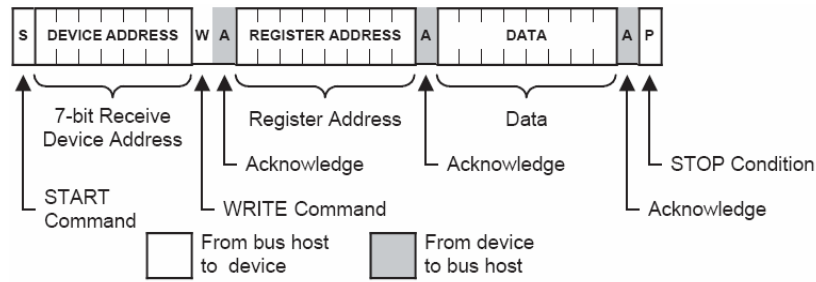 S DEVICE ADDRESS W A REGISTER ADDRESS A DATA A P
7-bit Receive
Device Address
Register Address
Data
Acknowledge
Acknowledge
STOP Condition
START
Command
WRITE Command
Acknowledge
From bus host
to device
From device
to bus host